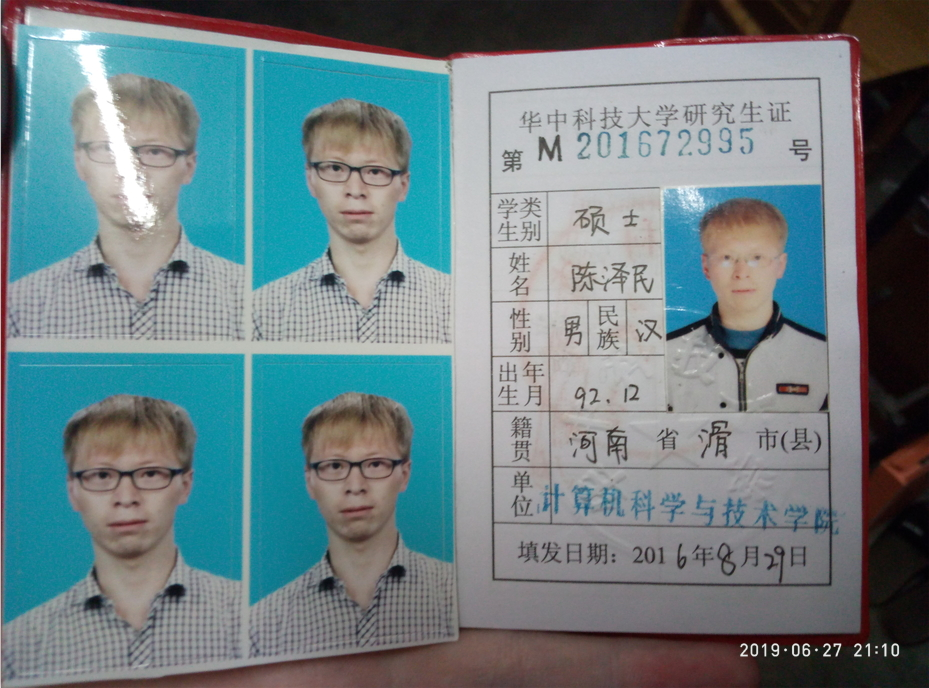 华中科技大学研究生证
第 M 201672995 号
学生类别 硕士
姓名 陈泽民
性别 男 民族 汉
出生年月 92.12
籍贯 河南 省 滑 市(县)
单位 计算机科学与技术学院
填发日期：2016年8月29日
2019·06·27 21:10